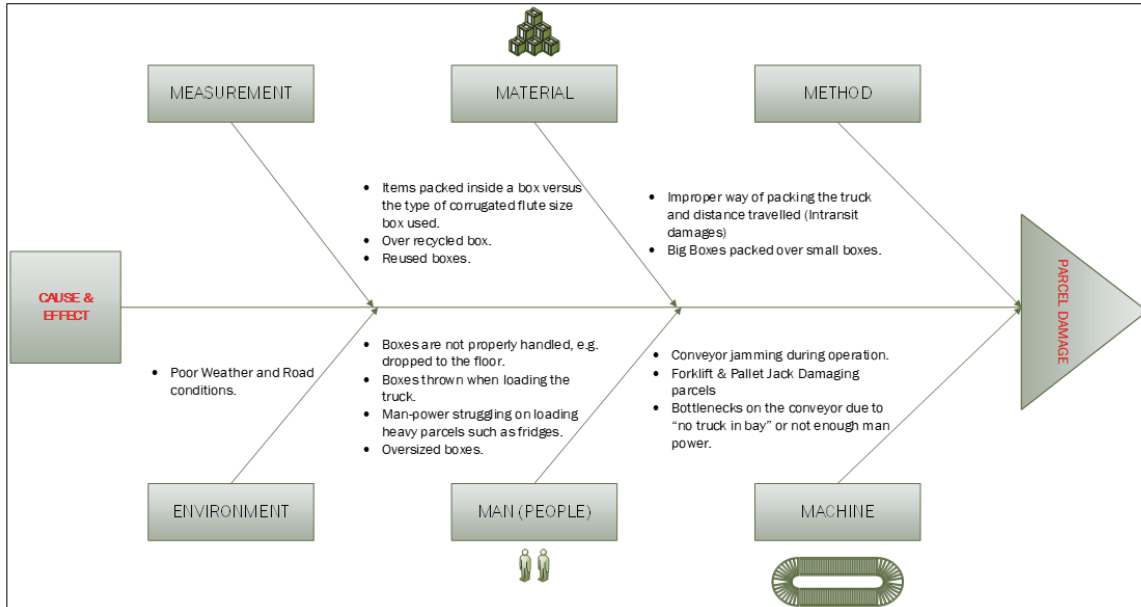 MEASUREMENT
MATERIAL
METHOD
• Items packed inside a box versus
the type of corrugated flute size
box used.
• Over recycled box.
• Reused boxes.
• Improper way of packing the truck
and distance travelled (Intransit
damages)
• Big Boxes packed over small boxes.
CAUSE &
EFFECT
PARCEL DAMAGE
• Poor Weather and Road
conditions.
• Boxes are not properly handled, e.g.
dropped to the floor.
• Boxes thrown when loading the
truck.
• Man-power struggling on loading
heavy parcels such as fridges.
• Oversized boxes.
• Conveyor jamming during operation.
• Forklift & Pallet Jack Damaging
parcels
• Bottlenecks on the conveyor due to
“no truck in bay” or not enough man
power.
ENVIRONMENT
MAN (PEOPLE)
MACHINE